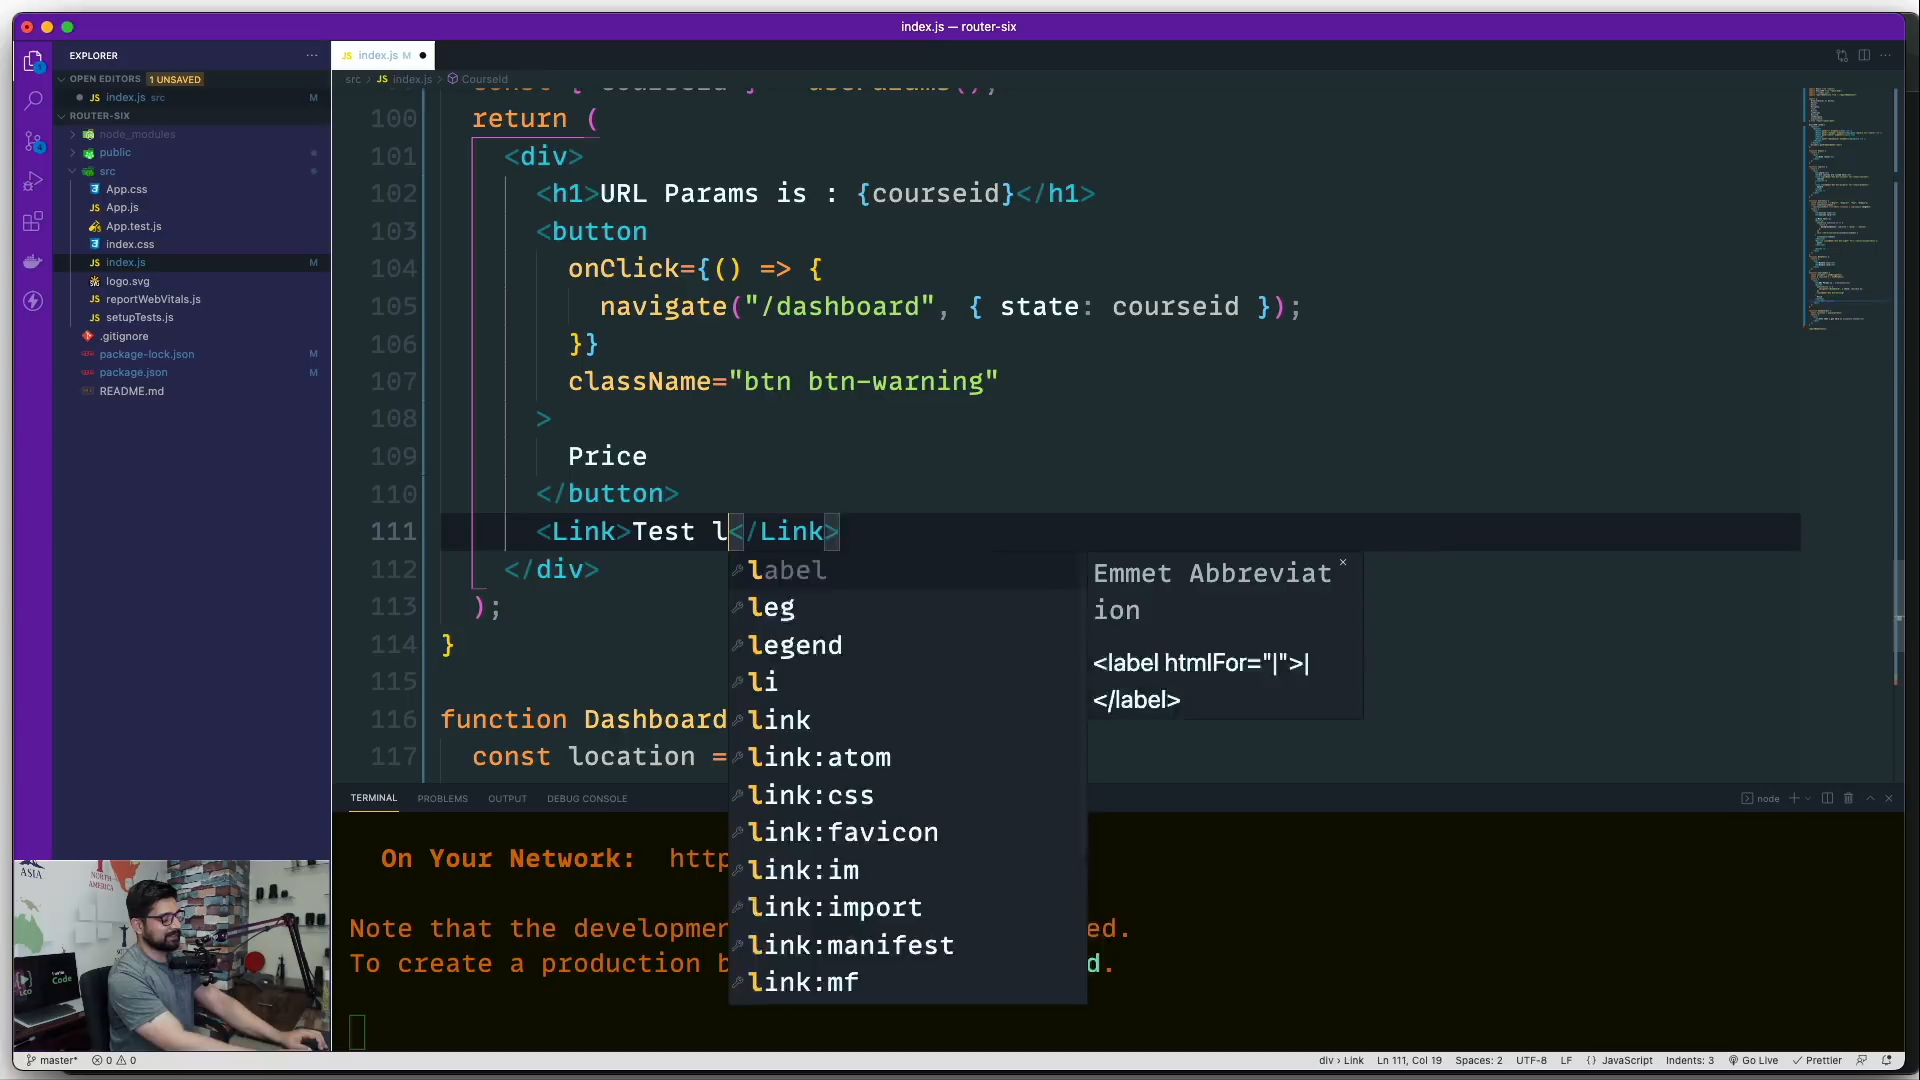 index.js — router-six
EXPLORER
OPEN EDITORS 1 UNSAVED
JS index.js src M
ROUTER-SIX
node_modules
public
src
App.css
JS App.js
App.test.js
index.css
JS index.js M
logo.svg
JS reportWebVitals.js
JS setupTests.js
.gitignore
package-lock.json M
package.json M
README.md
JS index.js M
src > JS index.js > CourseId
100 return (
101 <div>
102 <h1>URL Params is : {courseid}</h1>
103 <button
104 onClick={() => {
105 navigate("/dashboard", { state: courseid });
106 }}
107 className="btn btn-warning"
108 >
109 Price
110 </button>
111 <Link>Test l</Link>
112 </div>
113 );
114 }
115
116 function Dashboard
117 const location =
label
leg
legend
li
link
link:atom
link:css
link:favicon
link:im
link:import
link:manifest
link:mf
Emmet Abbreviat
ion
<label htmlFor="|">|
</label>
TERMINAL PROBLEMS OUTPUT DEBUG CONSOLE
node
On Your Network: http
Note that the developmen ed.
To create a production b d.
ASIA
NORTH
AMERICA
LCO
Code
master* 0 0
div › Link Ln 111, Col 19 Spaces: 2 UTF-8 LF {} JavaScript Indents: 3 Go Live Prettier